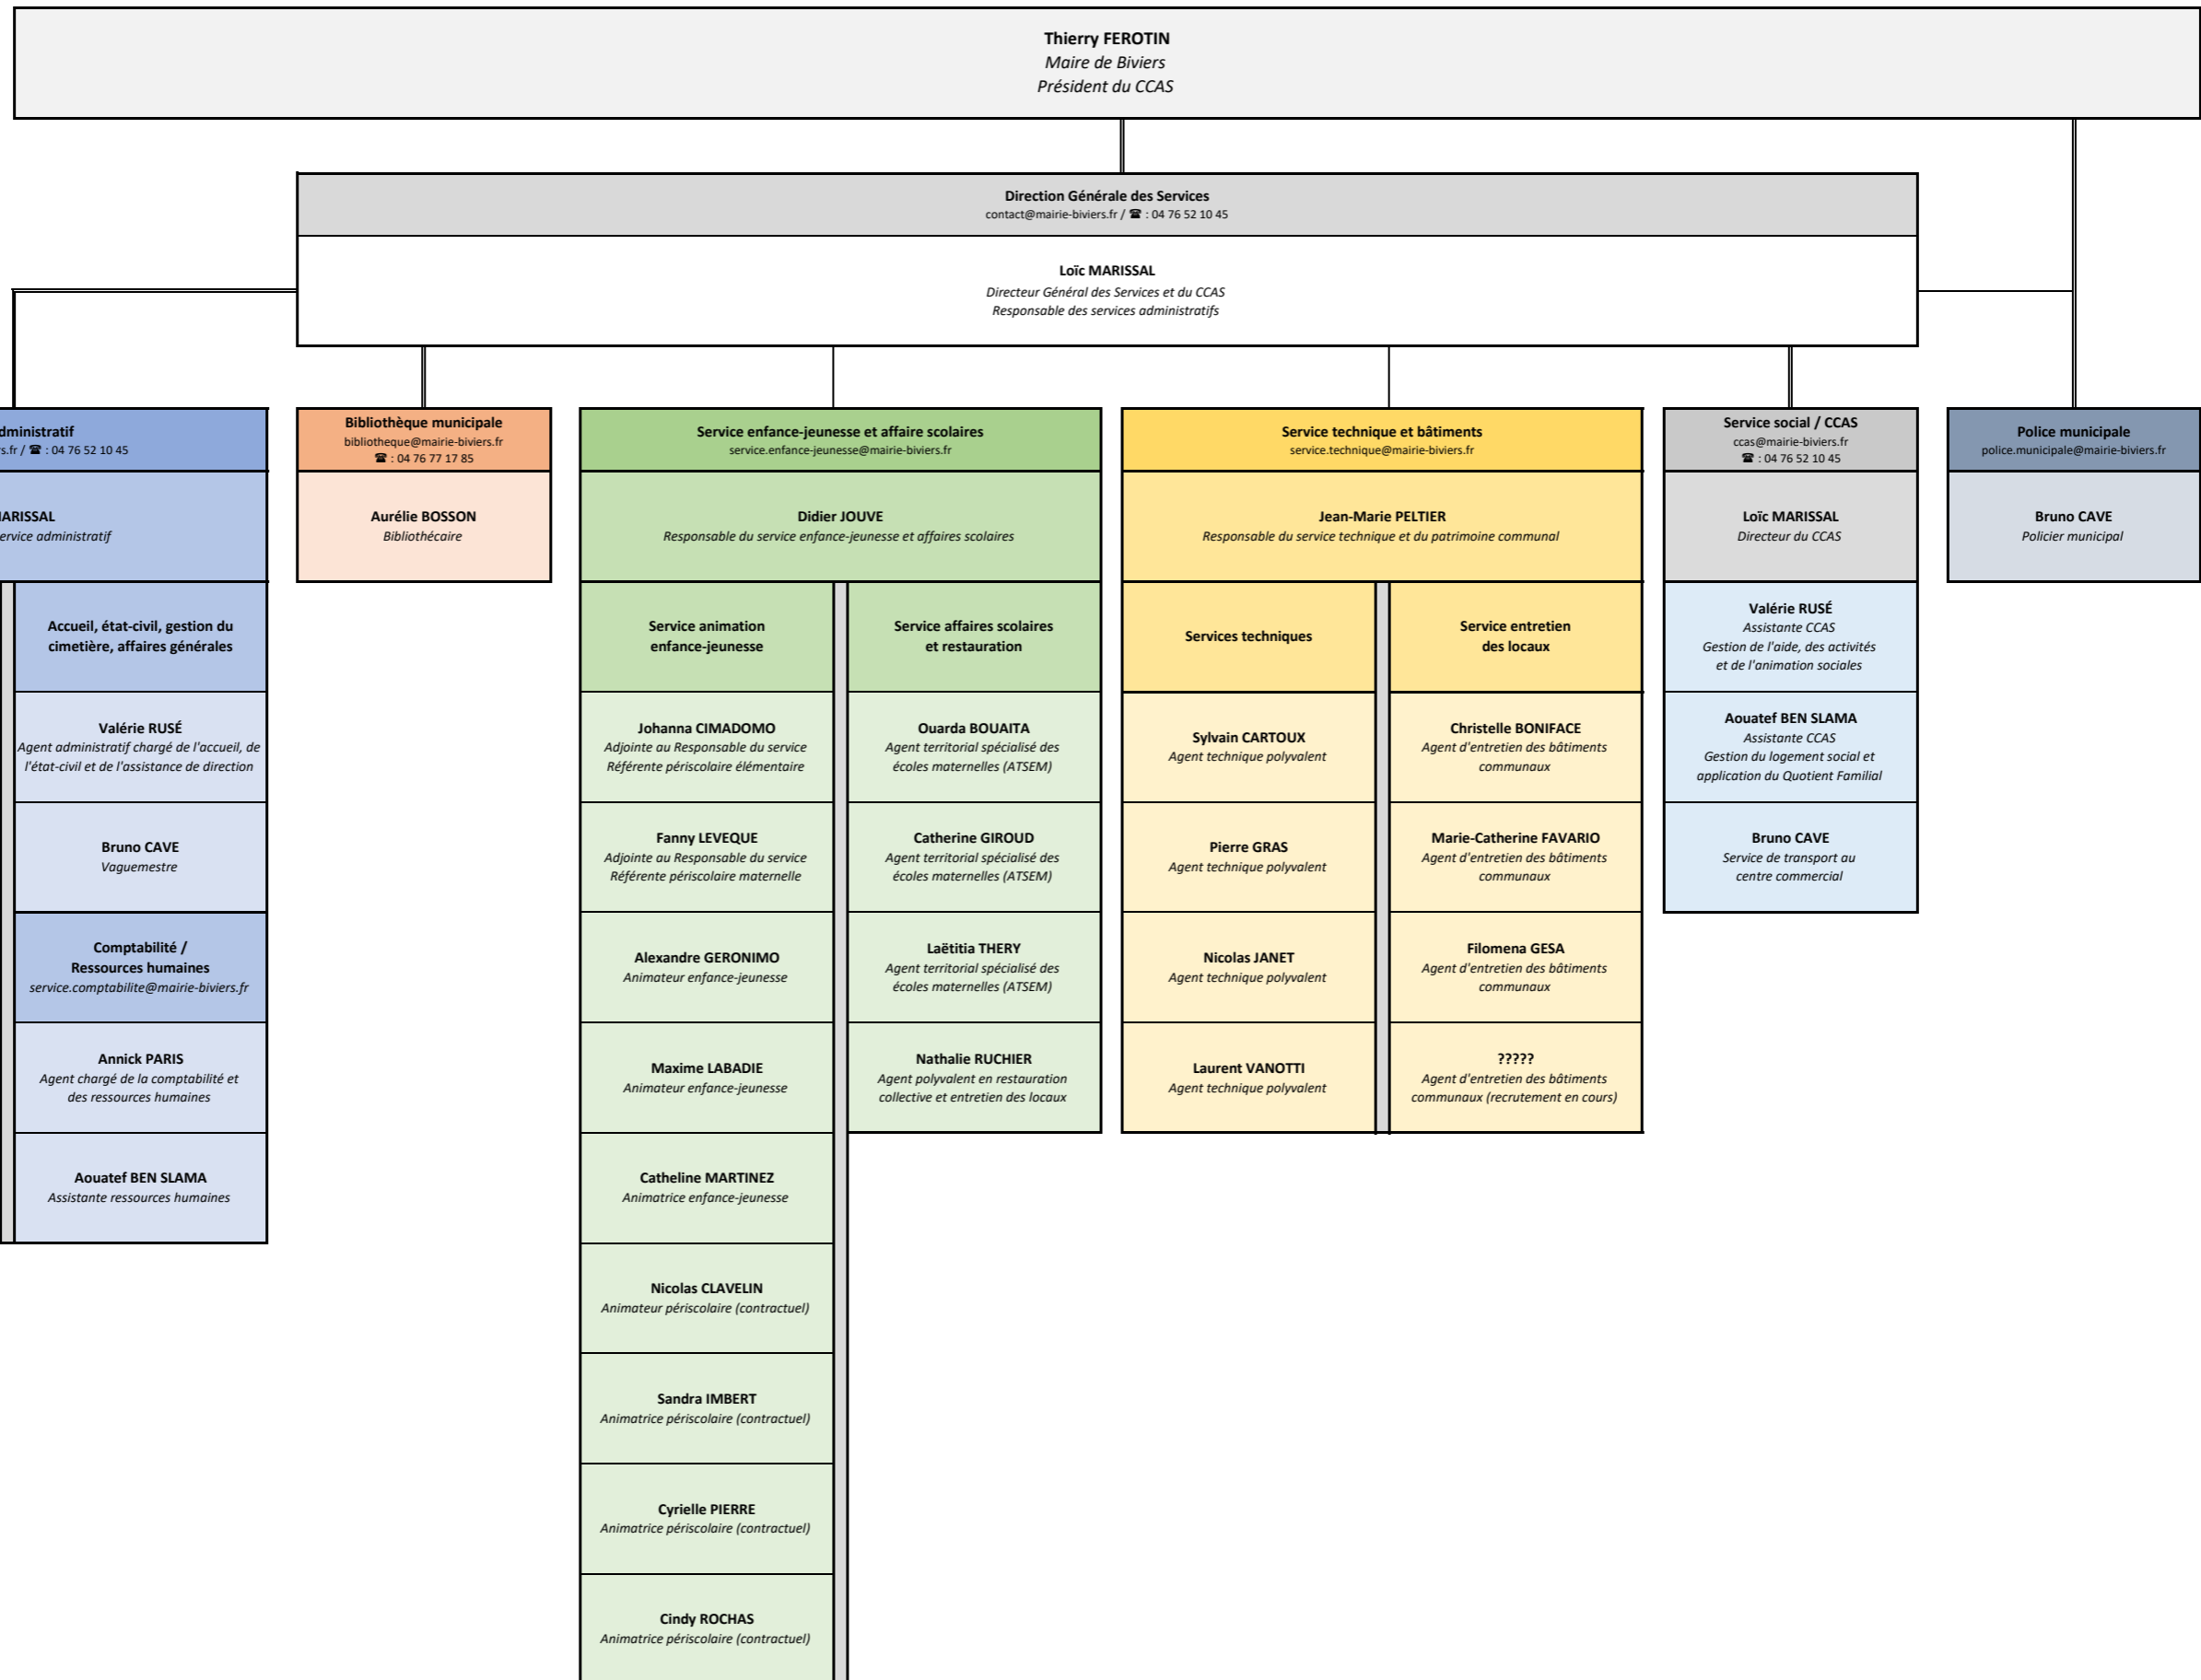 Thierry FEROTIN
Maire de Biviers
Président du CCAS
Direction Générale des Services
contact@mairie-biviers.fr / ☎ : 04 76 52 10 45
Loïc MARISSAL
Directeur Général des Services et du CCAS
Responsable des services administratifs
dministratif
rs.fr / ☎ : 04 76 52 10 45
MARISSAL
service administratif
Accueil, état-civil, gestion du
cimetière, affaires générales
Valérie RUSÉ
Agent administratif chargé de l'accueil, de
l'état-civil et de l'assistance de direction
Bruno CAVE
Vaguemestre
Comptabilité /
Ressources humaines
service.comptabilite@mairie-biviers.fr
Annick PARIS
Agent chargé de la comptabilité et
des ressources humaines
Aouatef BEN SLAMA
Assistante ressources humaines
Bibliothèque municipale
bibliotheque@mairie-biviers.fr
☎ : 04 76 77 17 85
Aurélie BOSSON
Bibliothécaire
Service enfance-jeunesse et affaire scolaires
service.enfance-jeunesse@mairie-biviers.fr
Didier JOUVE
Responsable du service enfance-jeunesse et affaires scolaires
Service animation
enfance-jeunesse
Johanna CIMADOMO
Adjointe au Responsable du service
Référente périscolaire élémentaire
Fanny LEVEQUE
Adjointe au Responsable du service
Référente périscolaire maternelle
Alexandre GERONIMO
Animateur enfance-jeunesse
Maxime LABADIE
Animateur enfance-jeunesse
Catheline MARTINEZ
Animatrice enfance-jeunesse
Nicolas CLAVELIN
Animateur périscolaire (contractuel)
Sandra IMBERT
Animatrice périscolaire (contractuel)
Cyrielle PIERRE
Animatrice périscolaire (contractuel)
Cindy ROCHAS
Animatrice périscolaire (contractuel)
Service affaires scolaires
et restauration
Ouarda BOUAITA
Agent territorial spécialisé des
écoles maternelles (ATSEM)
Catherine GIROUD
Agent territorial spécialisé des
écoles maternelles (ATSEM)
Laëtitia THERY
Agent territorial spécialisé des
écoles maternelles (ATSEM)
Nathalie RUCHIER
Agent polyvalent en restauration
collective et entretien des locaux
Service technique et bâtiments
service.technique@mairie-biviers.fr
Jean-Marie PELTIER
Responsable du service technique et du patrimoine communal
Services techniques
Sylvain CARTOUX
Agent technique polyvalent
Pierre GRAS
Agent technique polyvalent
Nicolas JANET
Agent technique polyvalent
Laurent VANOTTI
Agent technique polyvalent
Service entretien
des locaux
Christelle BONIFACE
Agent d'entretien des bâtiments
communaux
Marie-Catherine FAVARIO
Agent d'entretien des bâtiments
communaux
Filomena GESA
Agent d'entretien des bâtiments
communaux
?????
Agent d'entretien des bâtiments
communaux (recrutement en cours)
Service social / CCAS
ccas@mairie-biviers.fr
☎ : 04 76 52 10 45
Loïc MARISSAL
Directeur du CCAS
Valérie RUSÉ
Assistante CCAS
Gestion de l'aide, des activités
et de l'animation sociales
Aouatef BEN SLAMA
Assistante CCAS
Gestion du logement social et
application du Quotient Familial
Bruno CAVE
Service de transport au
centre commercial
Police municipale
police.municipale@mairie-biviers.fr
Bruno CAVE
Policier municipal